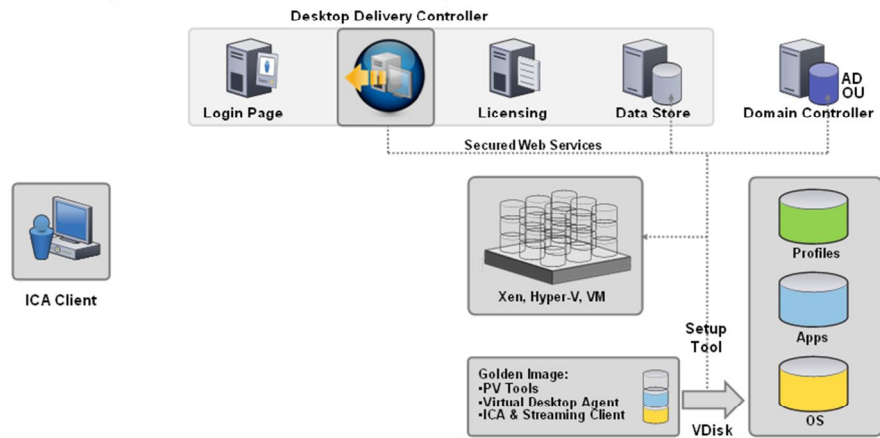 Desktop Delivery Controller
Login Page
Licensing
Data Store
Domain Controller
AD
OU
Secured Web Services
ICA Client
Xen, Hyper-V, VM
Profiles
Apps
OS
Setup
Tool
Golden Image:
•PV Tools
•Virtual Desktop Agent
•ICA & Streaming Client
VDisk